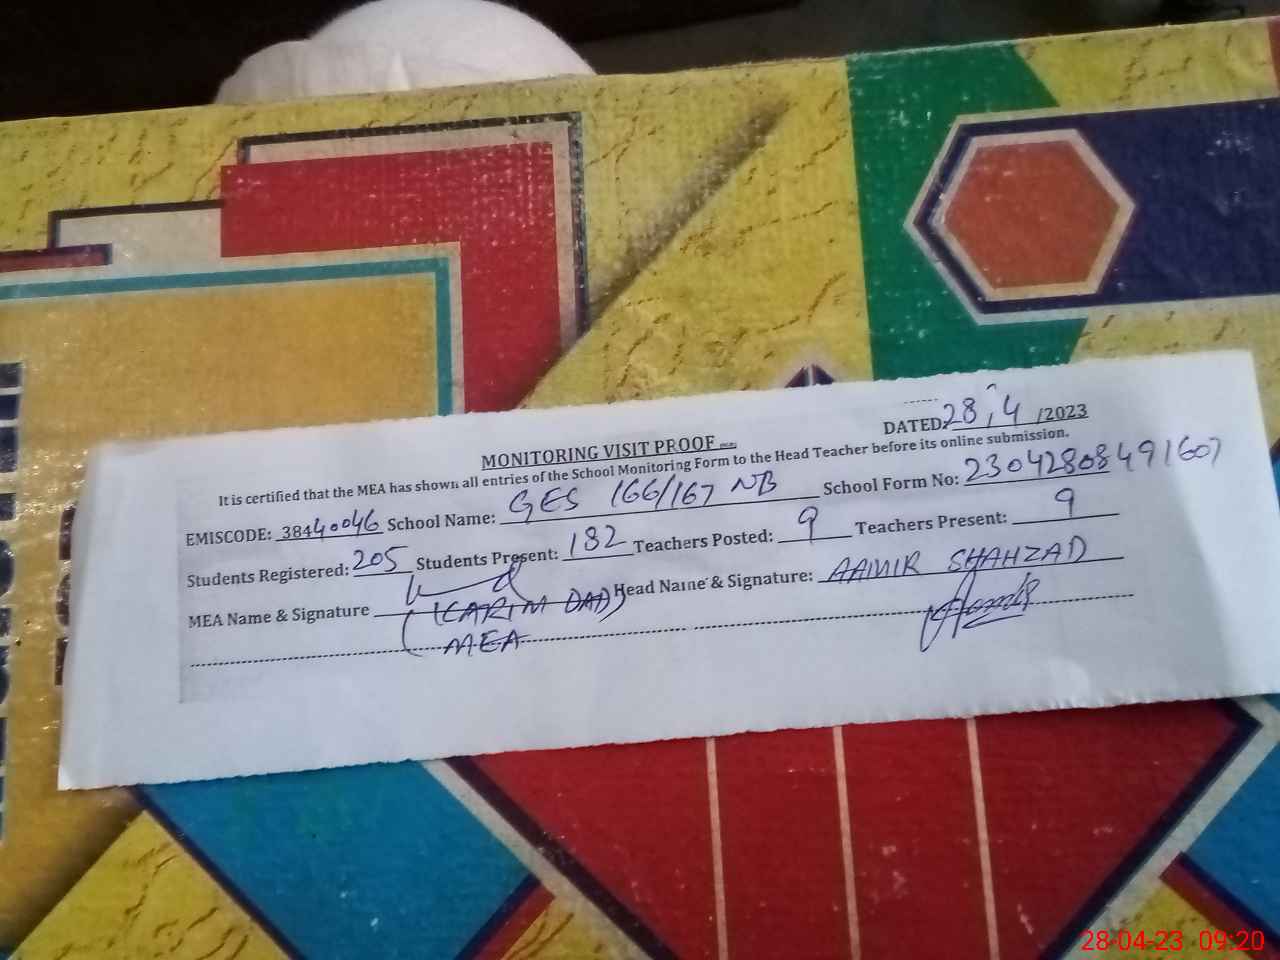 DATED 28/4/2023
MONITORING VISIT PROOF
It is certified that the MEA has shown all entries of the School Monitoring Form to the Head Teacher before its online submission.
EMISCODE: 38440046 School Name: GES 166/167 NB School Form No: 23042808491607
Students Registered: 205 Students Present: 182 Teachers Posted: 9 Teachers Present: 9
MEA Name & Signature (KARIM DAD) Head Name & Signature: AAMIR SHAHZAD
MEA
28-04-23 09:20